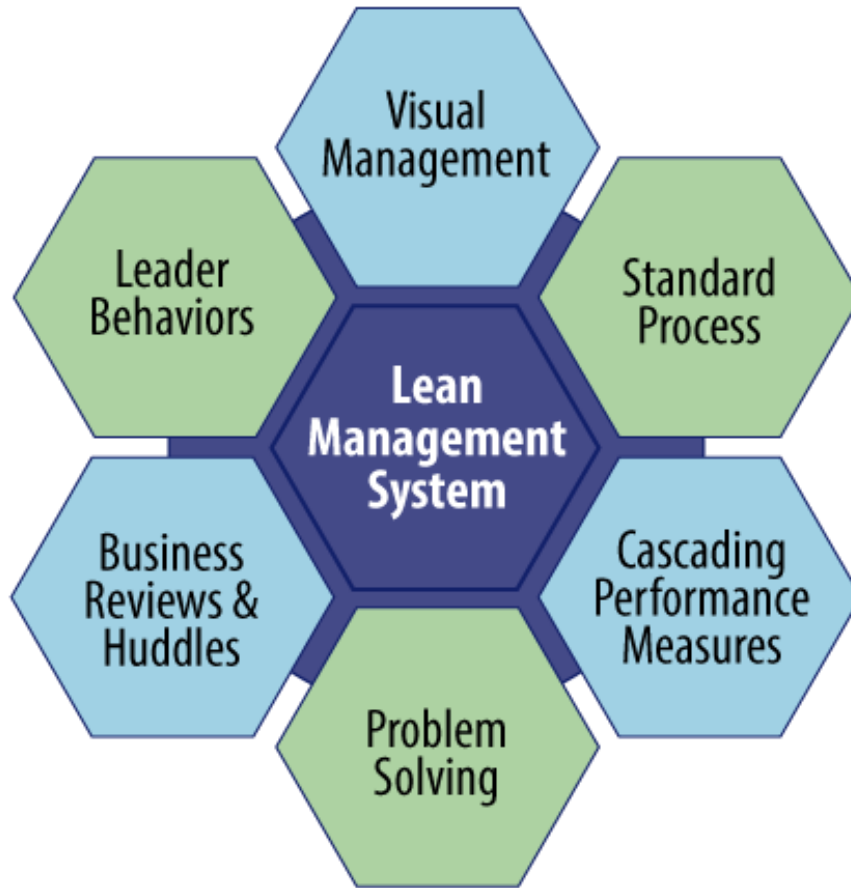 Visual
Management
Leader
Behaviors
Standard
Process
Lean
Management
System
Business
Reviews &
Huddles
Cascading
Performance
Measures
Problem
Solving